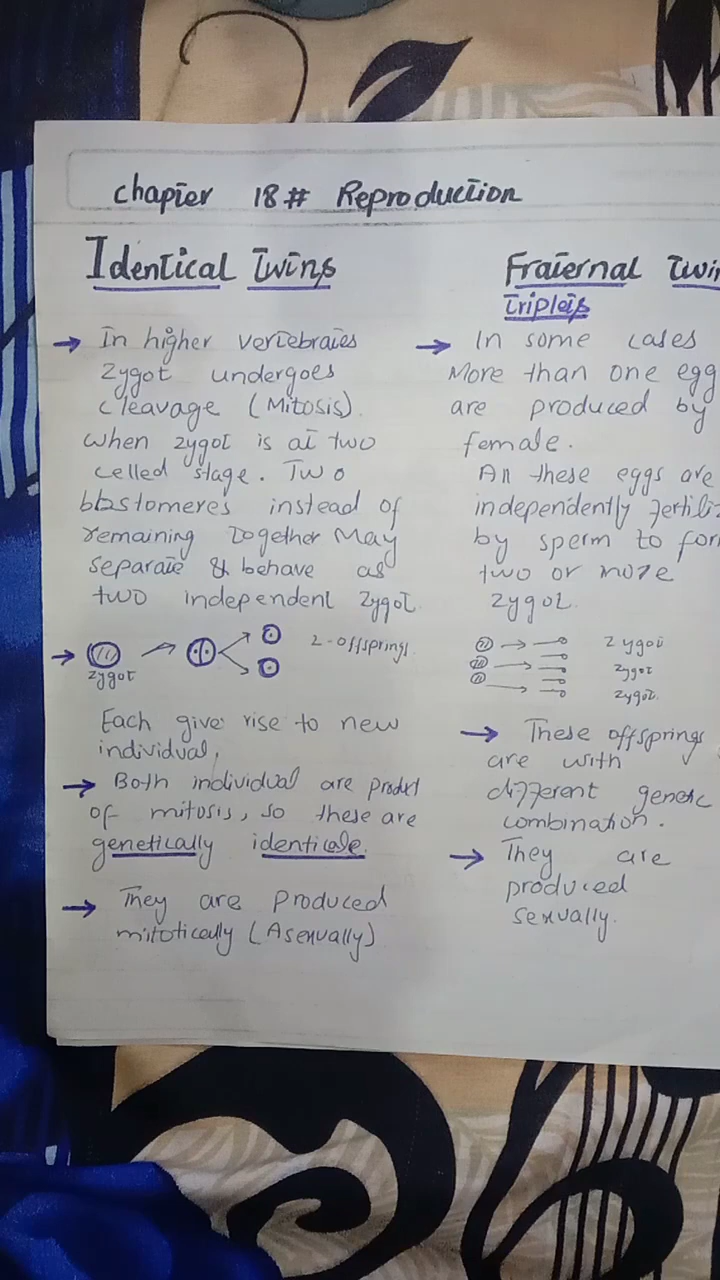 Chapter 18# Reproduction
Identical Twins
→ In higher vertebrates
Zygot undergoes
cleavage (Mitosis).
when zygot is at two
celled stage. Two
blastomeres instead of
remaining together May
separate & behave as
two independent zygot.
→ 2-offsprings
zygot
Each give rise to new
individual,
→ Both individual are product
of mitosis, so these are
genetically identicale.
→ They are produced
mitotically (Asexually)
Fraternal Twin
Triplets
→ In some cases
More than one egg
are produced by
female.
All these eggs are
independently fertiliz
by sperm to for
two or more
zygot.
Zygot
zygot
zygot.
→ These offsprings
are with
different genetic
combination.
→ They are
produced
sexually.